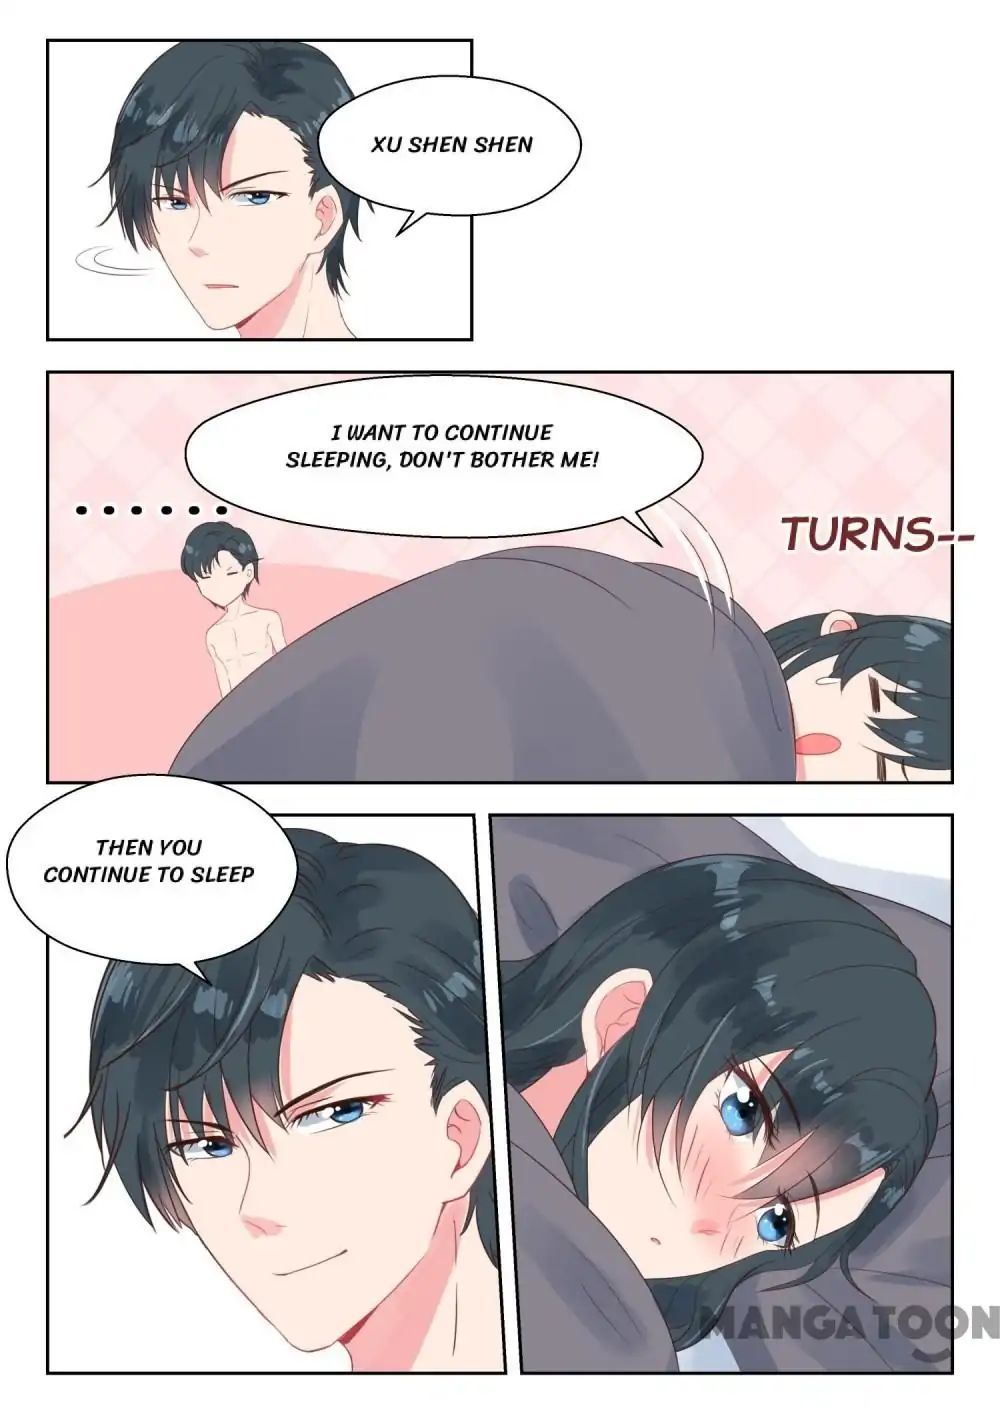 XU SHEN SHEN
I WANT TO CONTINUE
SLEEPING, DON'T BOTHER ME!
......
TURNS--
THEN YOU
CONTINUE TO SLEEP
MANGATOON